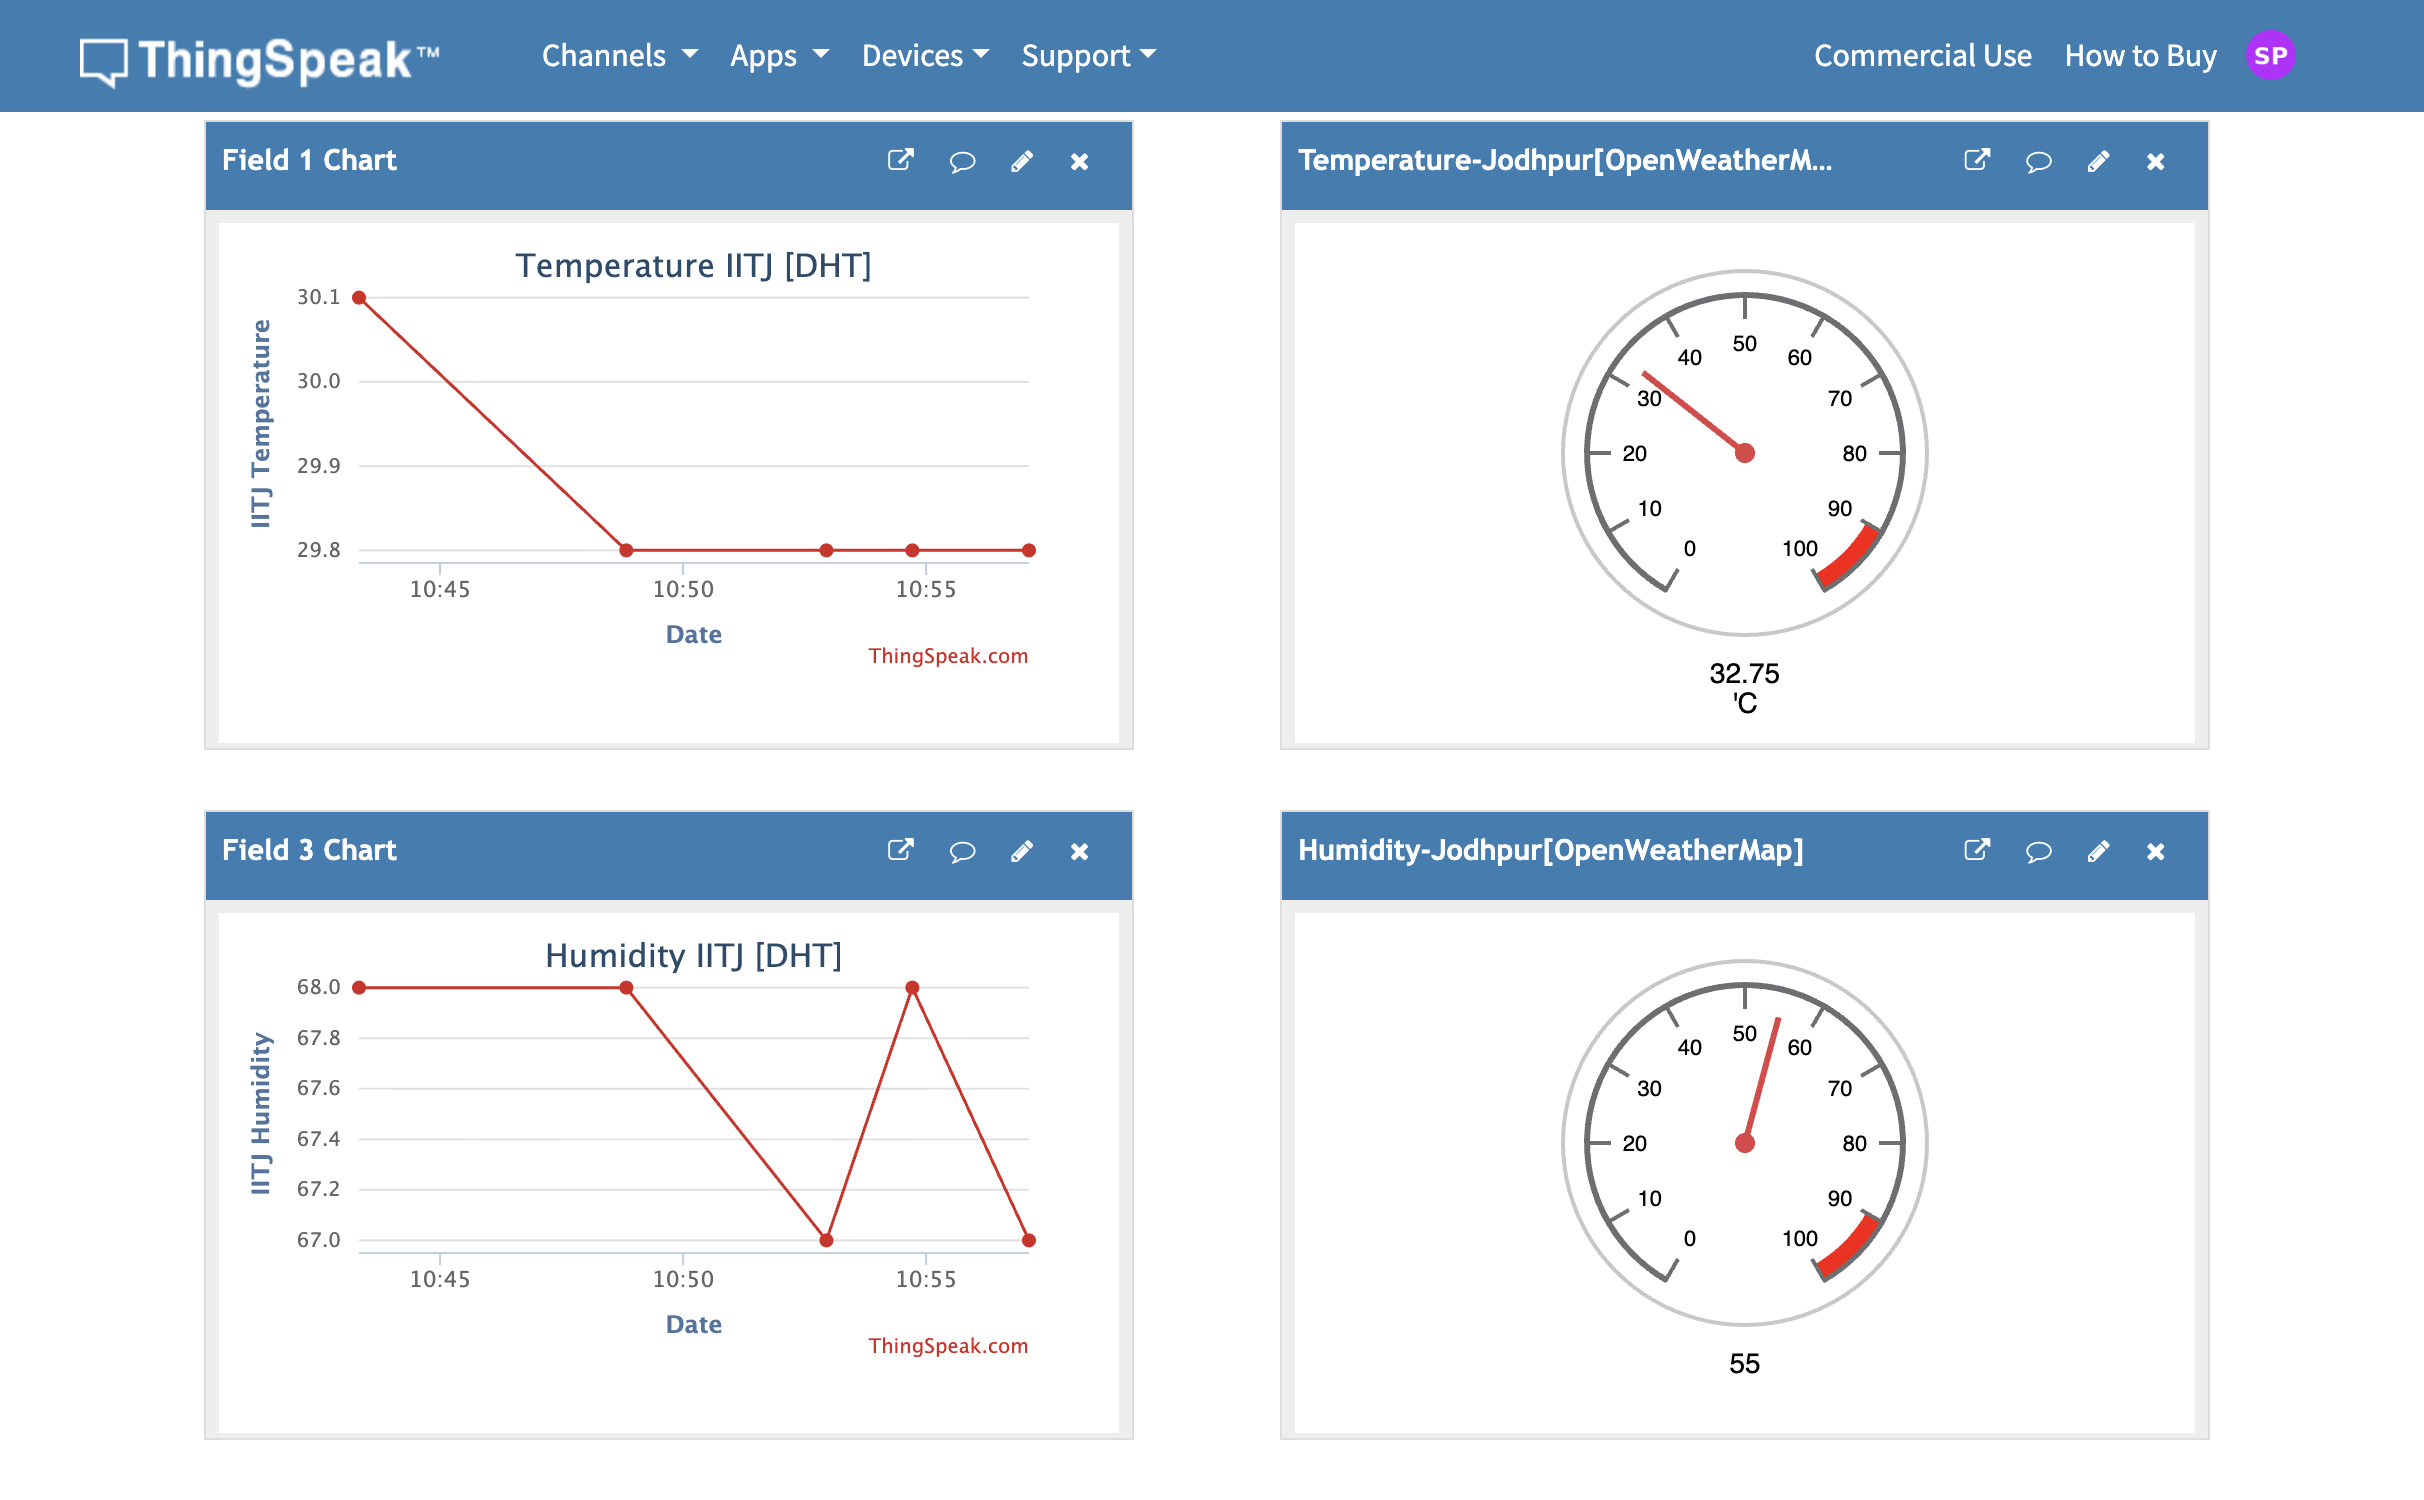 ThingSpeak™ Channels Apps Devices Support Commercial Use How to Buy SP
Field 1 Chart
Temperature IITJ [DHT]
IITJ Temperature
30.1
30.0
29.9
29.8
10:45 10:50 10:55
Date
ThingSpeak.com
Temperature-Jodhpur[OpenWeatherM...
0
10
20
30
40
50
60
70
80
90
100
32.75
'C
Field 3 Chart
Humidity IITJ [DHT]
IITJ Humidity
68.0
67.8
67.6
67.4
67.2
67.0
10:45 10:50 10:55
Date
ThingSpeak.com
Humidity-Jodhpur[OpenWeatherMap]
0
10
20
30
40
50
60
70
80
90
100
55